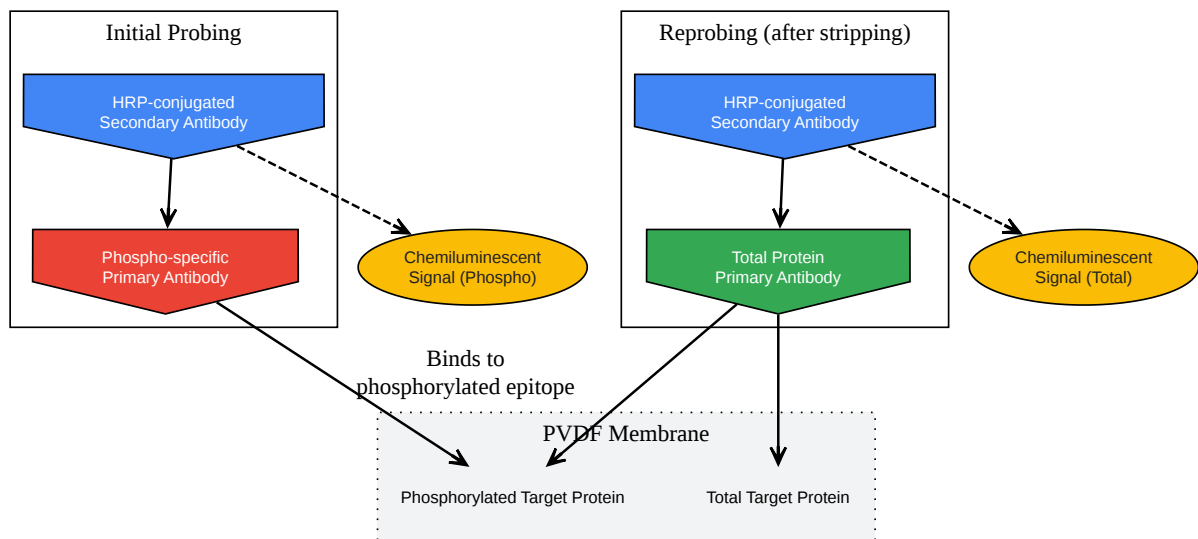 Initial Probing
HRP-conjugated
Secondary Antibody
Phospho-specific
Primary Antibody
Chemiluminescent
Signal (Phospho)
Reprobing (after stripping)
HRP-conjugated
Secondary Antibody
Total Protein
Primary Antibody
Chemiluminescent
Signal (Total)
Binds to
phosphorylated epitope
PVDF Membrane
Phosphorylated Target Protein
Total Target Protein